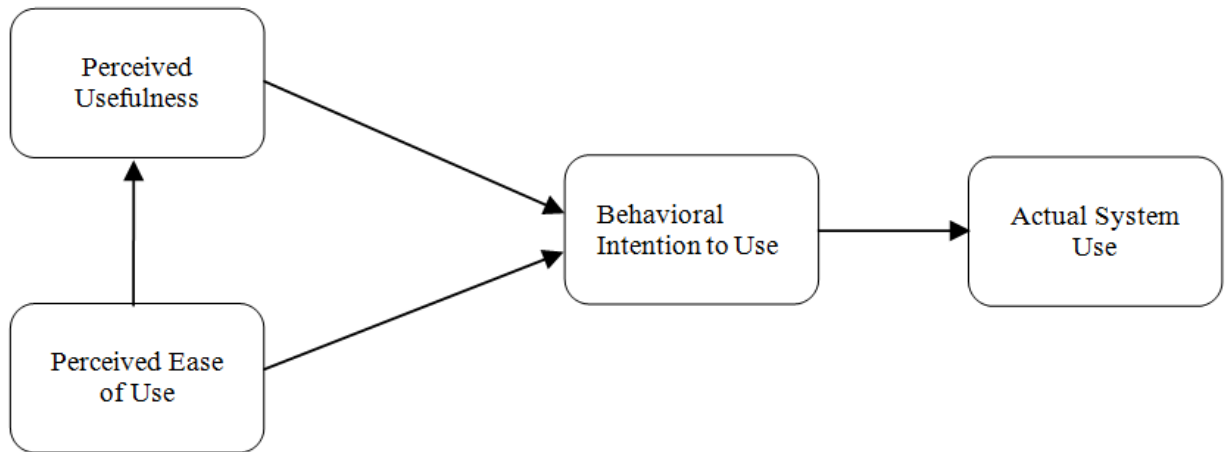 Perceived
Usefulness
Behavioral
Intention to Use
Actual System
Use
Perceived Ease
of Use